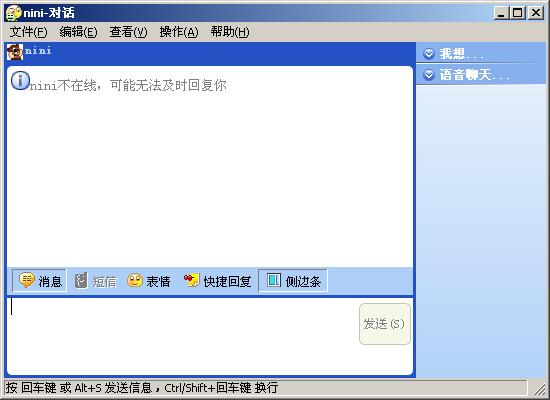 nini-对话
文件(F) 编辑(E) 查看(V) 操作(A) 帮助(H)
nini
我想...
语音聊天...
nini不在线，可能无法及时回复你
消息 短信 表情 快捷回复 侧边条
发送(S)
按 回车键 或 Alt+S 发送信息，Ctrl/Shift+回车键 换行